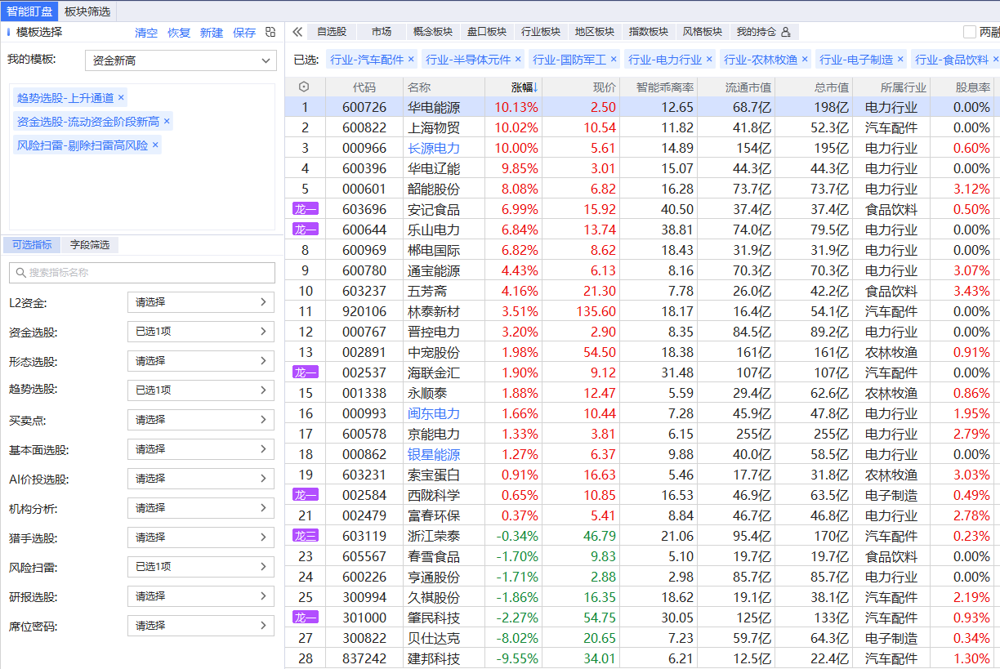 智能盯盘 板块筛选
模板选择 清空 恢复 新建 保存
我的模板: 资金新高
趋势选股-上升通道 ×
资金选股-流动资金阶段新高 ×
风险扫雷-剔除扫雷高风险 ×
可选指标 字段筛选
搜索指标名称
L2资金: 请选择
资金选股: 已选1项
形态选股: 请选择
趋势选股: 已选1项
买卖点: 请选择
基本面选股: 请选择
AI价投选股: 请选择
机构分析: 请选择
猎手选股: 请选择
风险扫雷: 已选1项
研报选股: 请选择
席位密码: 请选择
自选股 市场 概念板块 盘口板块 行业板块 地区板块 指数板块 风格板块 我的持仓 两融
已选: 行业-汽车配件 × 行业-半导体元件 × 行业-国防军工 × 行业-电力行业 × 行业-农林牧渔 × 行业-电子制造 × 行业-食品饮料 ×
代码 名称 涨幅↓ 现价 智能乖离率 流通市值 总市值 所属行业 股息率
1 600726 华电能源 10.13% 2.50 12.65 68.7亿 198亿 电力行业 0.00%
2 600822 上海物贸 10.02% 10.54 11.82 41.8亿 52.3亿 汽车配件 0.00%
3 000966 长源电力 10.00% 5.61 14.89 154亿 195亿 电力行业 0.60%
4 600396 华电辽能 9.85% 3.01 15.07 44.3亿 44.3亿 电力行业 0.00%
5 000601 韶能股份 8.08% 6.82 16.28 73.7亿 73.7亿 电力行业 3.12%
龙一 603696 安记食品 6.99% 15.92 40.50 37.4亿 37.4亿 食品饮料 0.50%
龙一 600644 乐山电力 6.84% 13.74 38.81 74.0亿 79.5亿 电力行业 0.00%
8 600969 郴电国际 6.82% 8.62 18.43 31.9亿 31.9亿 电力行业 0.00%
9 600780 通宝能源 4.43% 6.13 8.16 70.3亿 70.3亿 电力行业 3.07%
10 603237 五芳斋 4.16% 21.30 7.78 26.0亿 42.2亿 食品饮料 3.43%
11 920106 林泰新材 3.51% 135.60 18.17 16.4亿 54.1亿 汽车配件 0.00%
12 000767 晋控电力 3.20% 2.90 8.35 84.5亿 89.2亿 电力行业 0.00%
13 002891 中宠股份 1.98% 54.50 18.38 161亿 161亿 农林牧渔 0.91%
龙一 002537 海联金汇 1.90% 9.12 31.48 107亿 107亿 汽车配件 0.00%
15 001338 永顺泰 1.88% 12.47 5.59 29.4亿 62.6亿 农林牧渔 0.86%
16 000993 闽东电力 1.66% 10.44 7.28 45.9亿 47.8亿 电力行业 1.95%
17 600578 京能电力 1.33% 3.81 6.15 255亿 255亿 电力行业 2.79%
18 000862 银星能源 1.27% 6.37 9.88 40.0亿 58.5亿 电力行业 0.00%
19 603231 索宝蛋白 0.91% 16.63 5.46 17.7亿 31.8亿 农林牧渔 3.03%
龙一 002584 西陇科学 0.65% 10.85 16.53 46.9亿 63.5亿 电子制造 0.49%
21 002479 富春环保 0.37% 5.41 8.84 46.7亿 46.8亿 电力行业 2.78%
龙三 603119 浙江荣泰 -0.34% 46.79 21.06 95.4亿 170亿 汽车配件 0.23%
23 605567 春雪食品 -1.70% 9.83 5.10 19.7亿 19.7亿 食品饮料 0.00%
24 600226 亨通股份 -1.71% 2.88 2.98 85.7亿 85.7亿 电力行业 0.00%
25 300994 久祺股份 -1.86% 16.35 18.62 19.1亿 38.1亿 汽车配件 2.19%
龙一 301000 肇民科技 -2.27% 54.75 30.05 125亿 133亿 汽车配件 0.93%
27 300822 贝仕达克 -8.02% 20.65 7.23 59.7亿 64.3亿 电子制造 0.34%
28 837242 建邦科技 -9.55% 34.01 6.21 12.5亿 22.4亿 汽车配件 1.30%